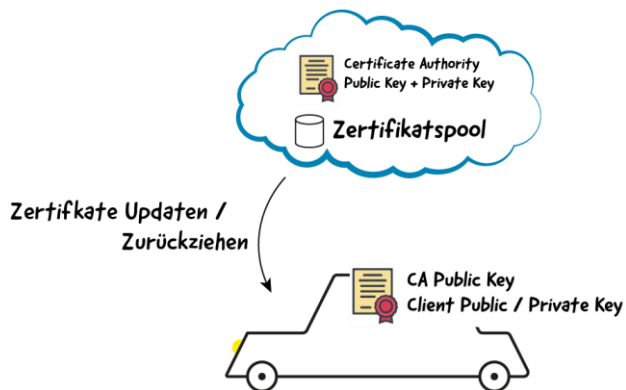 Certificate Authority
Public Key + Private Key
Zertifikatspool
Zertifkate Updaten /
Zurückziehen
CA Public Key
Client Public / Private Key